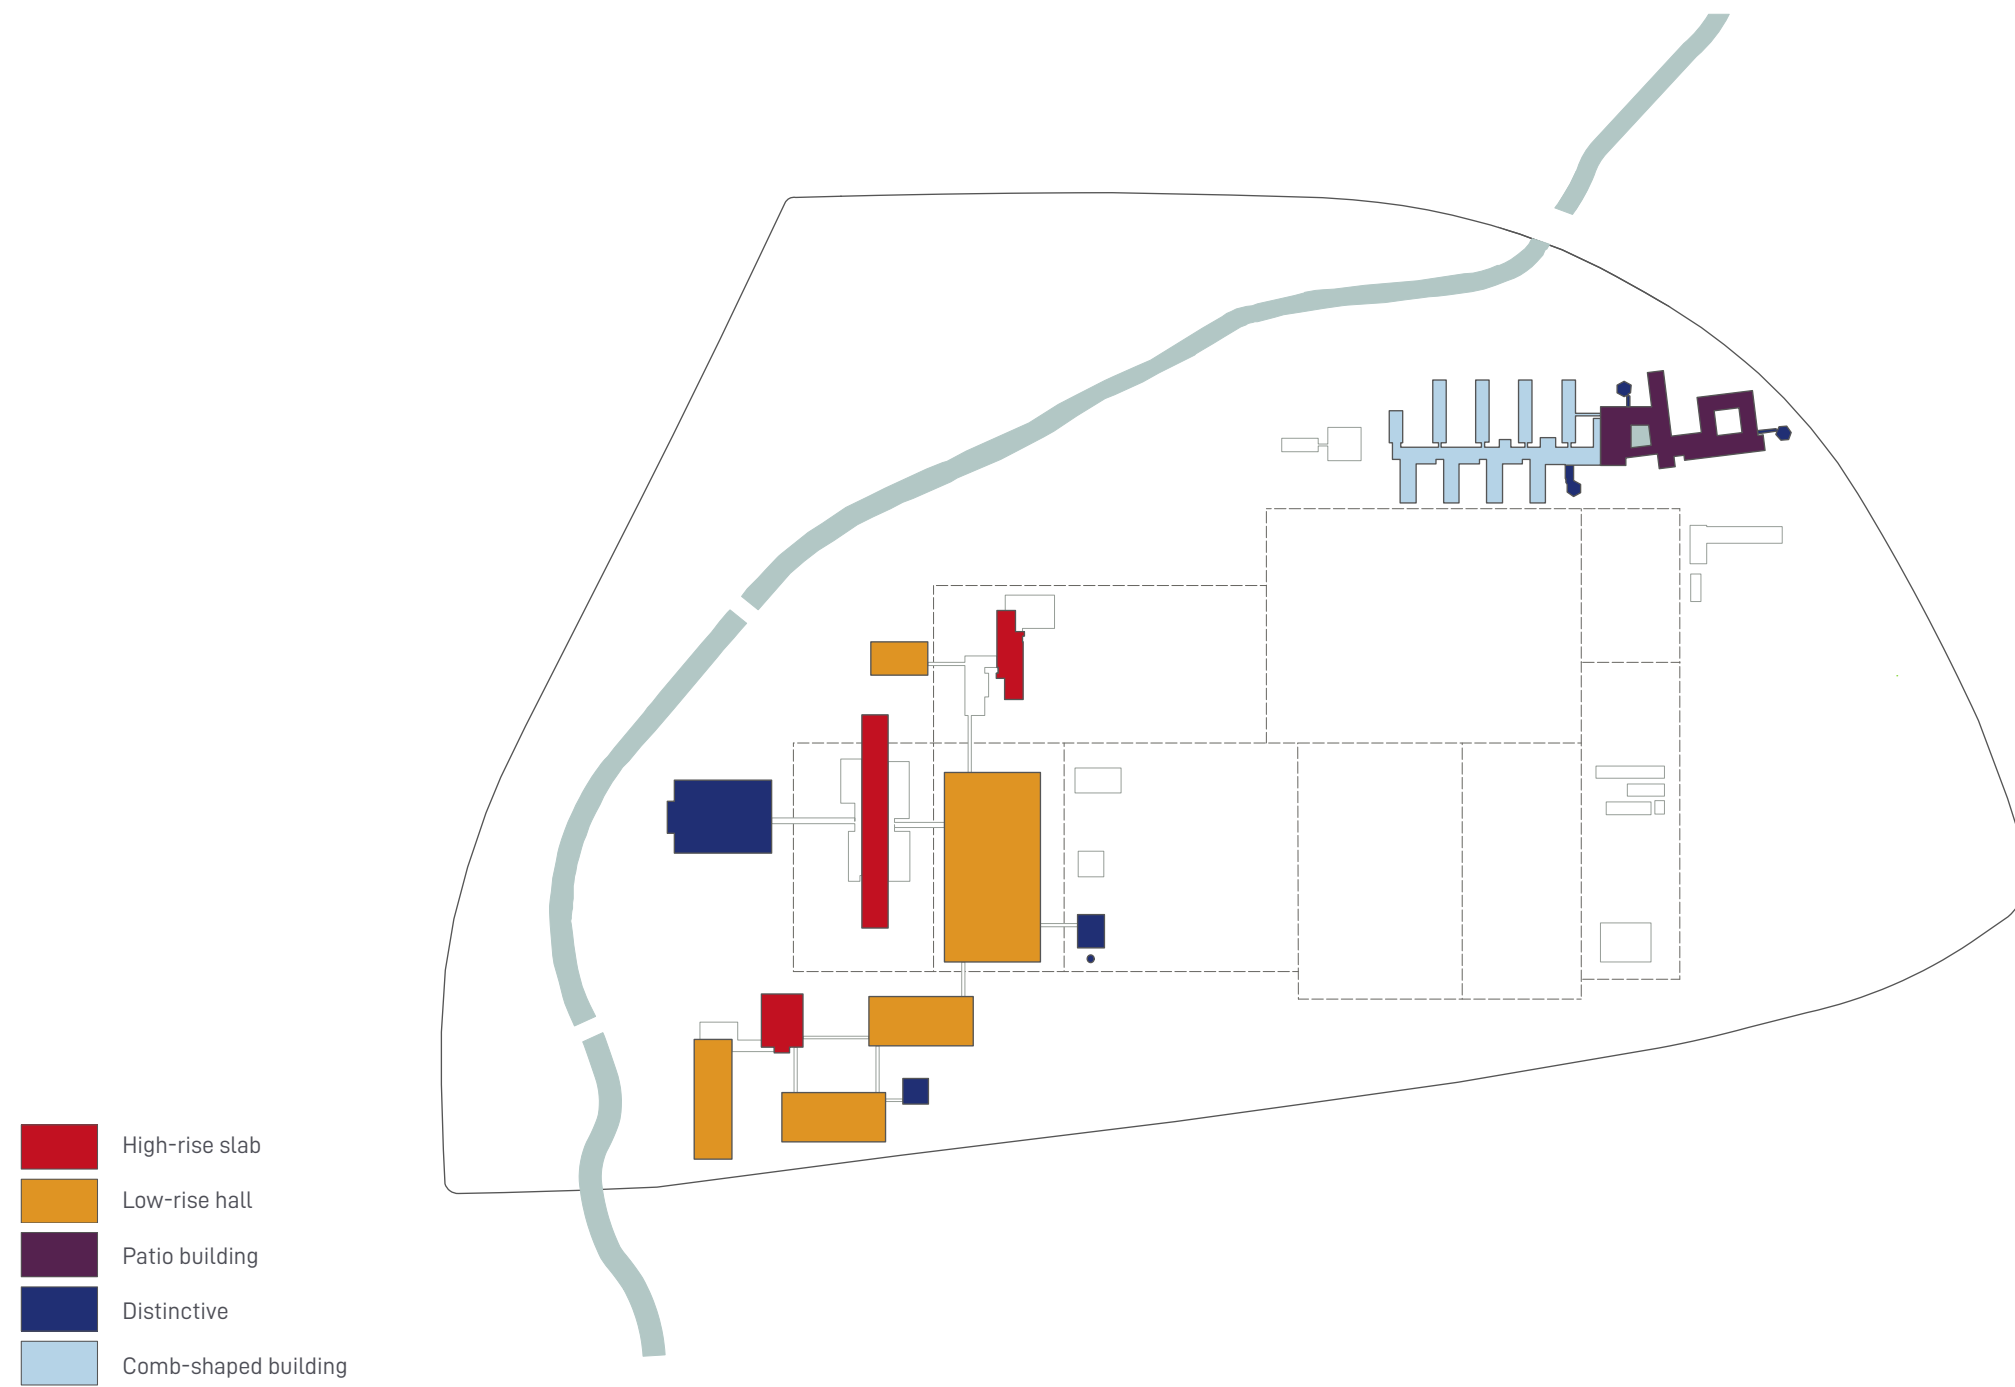 High-rise slab
Low-rise hall
Patio building
Distinctive
Comb-shaped building